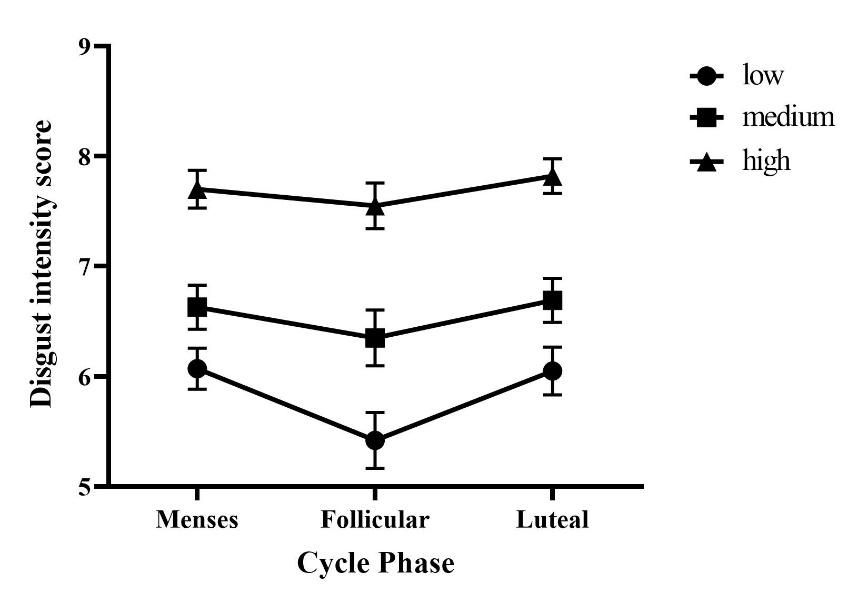 9
8
7
6
5
Disgust intensity score
Menses
Follicular
Luteal
Cycle Phase
low
medium
high